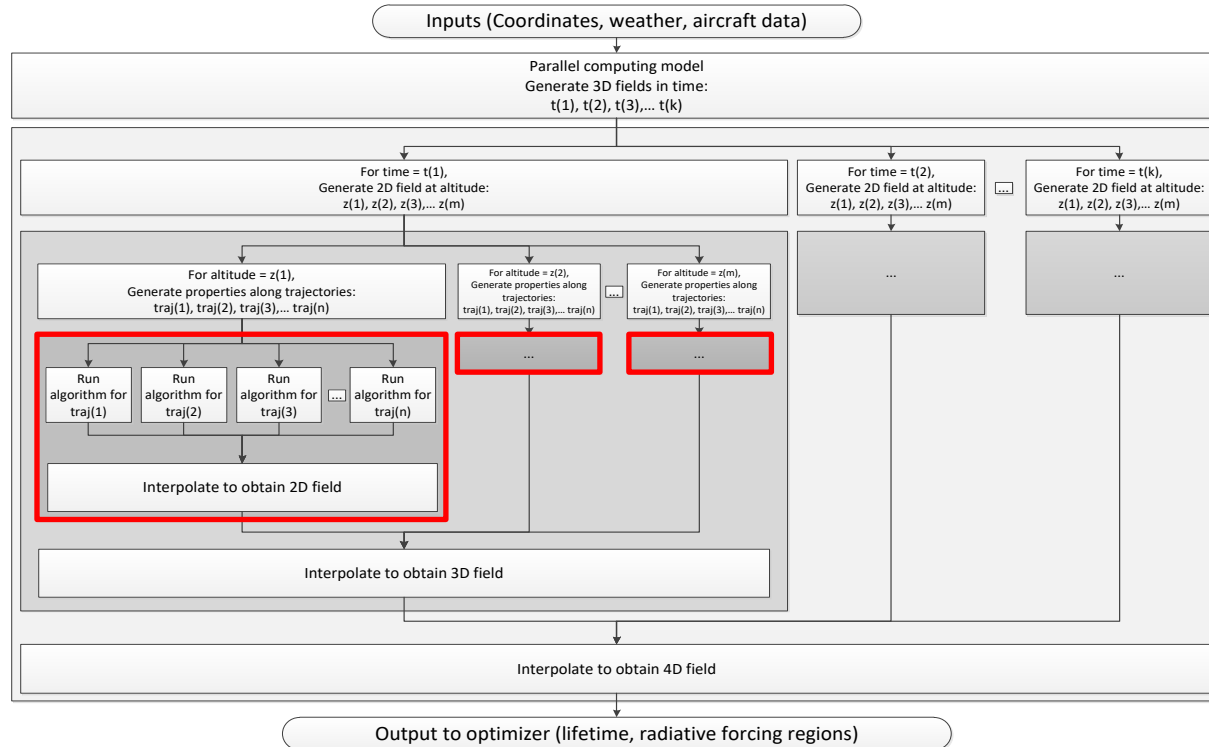 Inputs (Coordinates, weather, aircraft data)
Parallel computing model
Generate 3D fields in time:
t(1), t(2), t(3),... t(k)
For time = t(1),
Generate 2D field at altitude:
z(1), z(2), z(3),... z(m)
For time = t(2),
Generate 2D field at altitude:
z(1), z(2), z(3),... z(m)
...
For time = t(k),
Generate 2D field at altitude:
z(1), z(2), z(3),... z(m)
For altitude = z(1),
Generate properties along trajectories:
traj(1), traj(2), traj(3),... traj(n)
For altitude = z(2),
Generate properties along
trajectories:
traj(1), traj(2), traj(3),... traj(n)
...
For altitude = z(m),
Generate properties along
trajectories:
traj(1), traj(2), traj(3),... traj(n)
...
...
...
...
Run
algorithm for
traj(1)
Run
algorithm for
traj(2)
Run
algorithm for
traj(3)
...
Run
algorithm for
traj(n)
Interpolate to obtain 2D field
Interpolate to obtain 3D field
Interpolate to obtain 4D field
Output to optimizer (lifetime, radiative forcing regions)